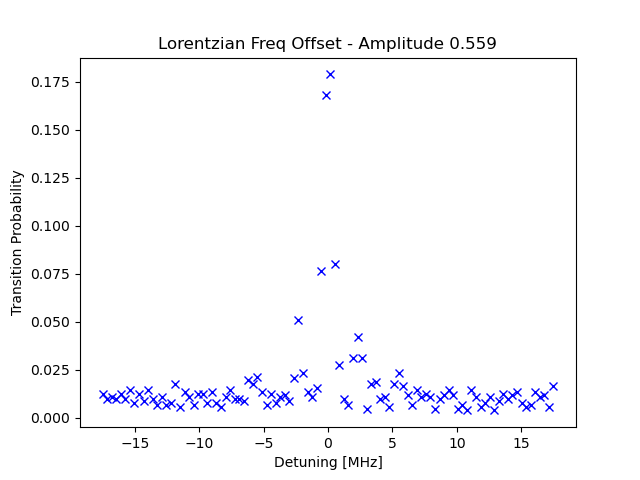 Lorentzian Freq Offset - Amplitude 0.559
Transition Probability
0.175
0.150
0.125
0.100
0.075
0.050
0.025
0.000
−15 −10 −5 0 5 10 15
Detuning [MHz]